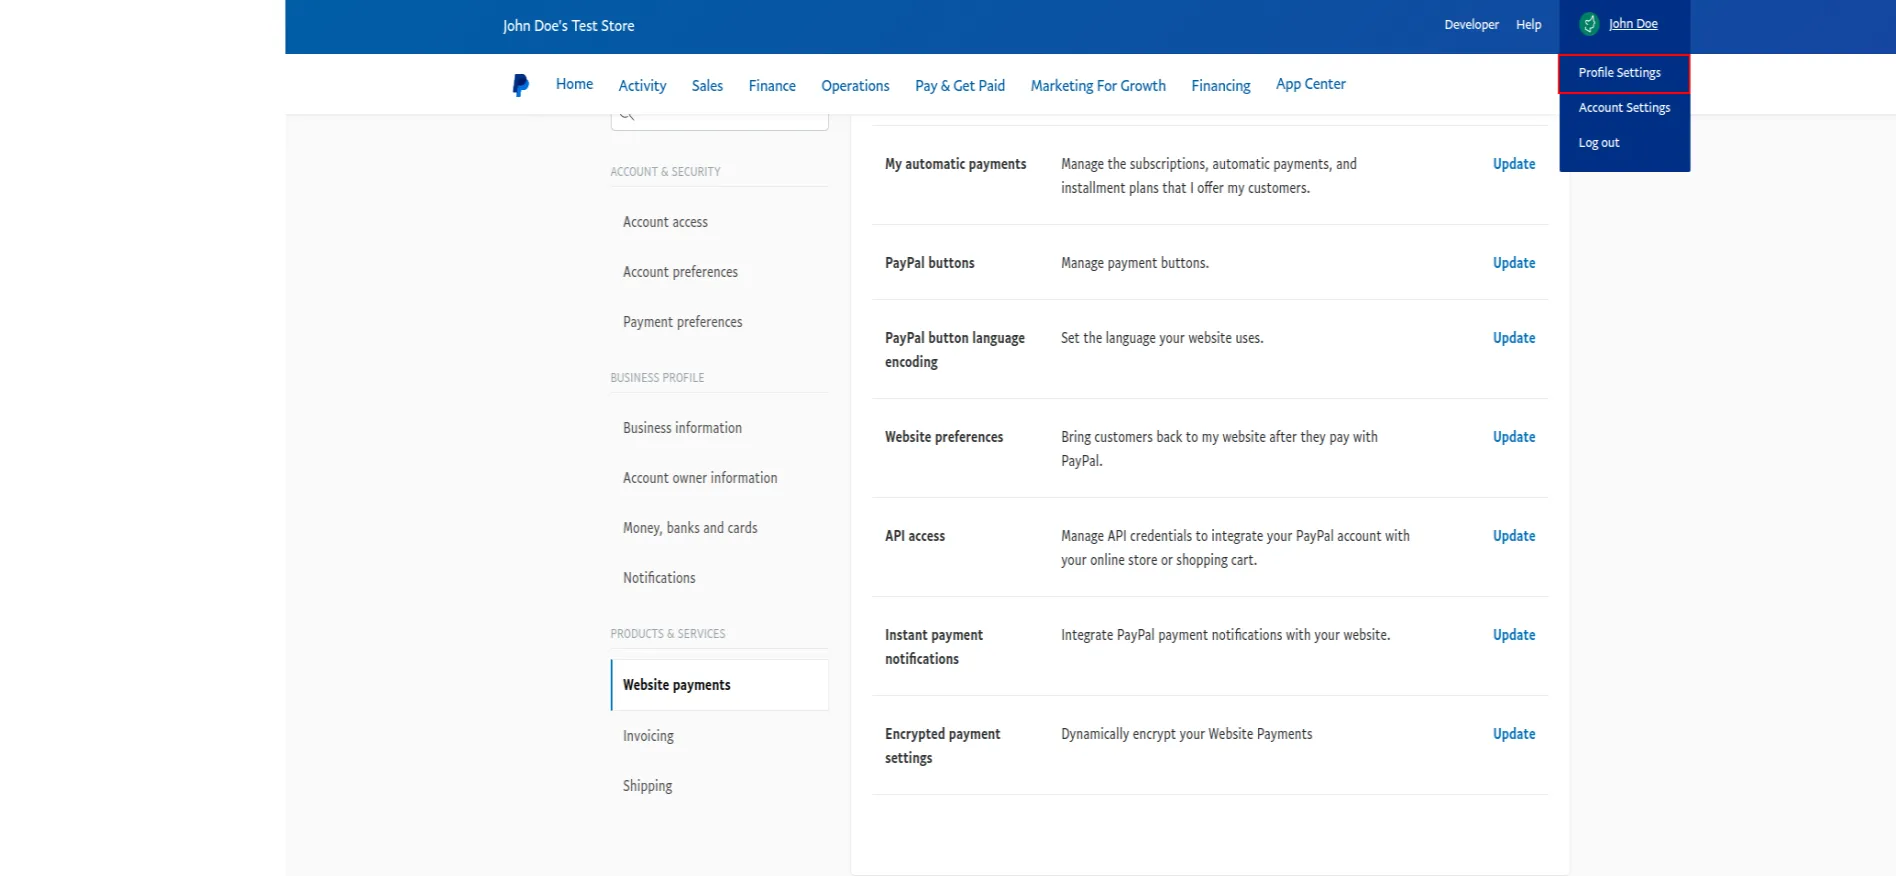 John Doe's Test Store
Developer Help John Doe
Home Activity Sales Finance Operations Pay & Get Paid Marketing For Growth Financing App Center
Profile Settings
Account Settings
Log out
ACCOUNT & SECURITY
Account access
Account preferences
Payment preferences
BUSINESS PROFILE
Business information
Account owner information
Money, banks and cards
Notifications
PRODUCTS & SERVICES
Website payments
Invoicing
Shipping
My automatic payments
Manage the subscriptions, automatic payments, and
installment plans that I offer my customers.
Update
PayPal buttons
Manage payment buttons.
Update
PayPal button language
encoding
Set the language your website uses.
Update
Website preferences
Bring customers back to my website after they pay with
PayPal.
Update
API access
Manage API credentials to integrate your PayPal account with
your online store or shopping cart.
Update
Instant payment
notifications
Integrate PayPal payment notifications with your website.
Update
Encrypted payment
settings
Dynamically encrypt your Website Payments
Update